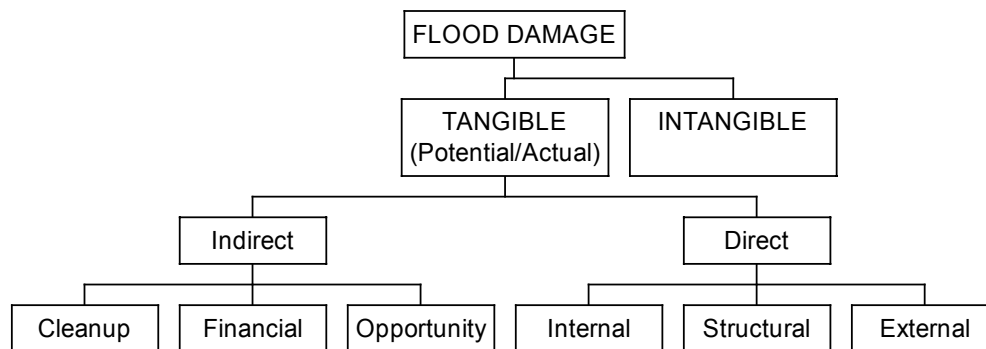 FLOOD DAMAGE
TANGIBLE
(Potential/Actual)
INTANGIBLE
Indirect
Direct
Cleanup
Financial
Opportunity
Internal
Structural
External